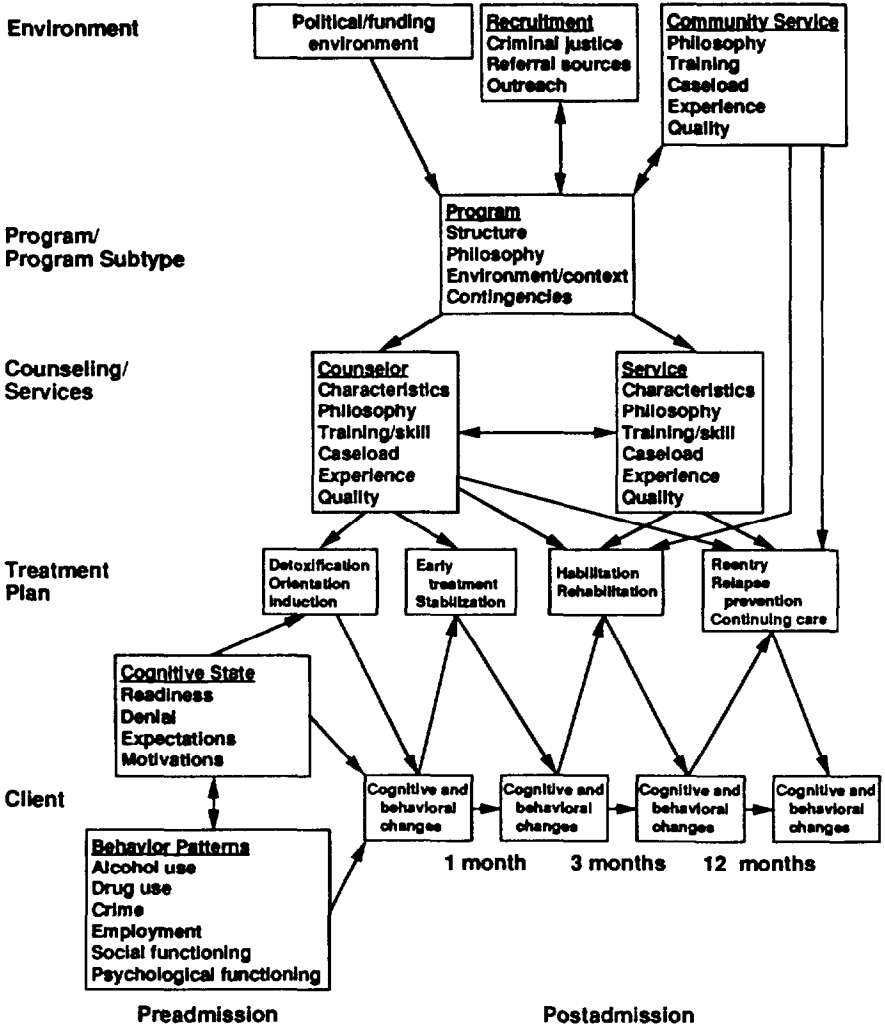 Environment
Political/funding
environment
Recruitment
Criminal justice
Referral sources
Outreach
Community Service
Philosophy
Training
Caseload
Experience
Quality
Program/
Program Subtype
Program
Structure
Philosophy
Environment/context
Contingencies
Counseling/
Services
Counselor
Characteristics
Philosophy
Training/skill
Caseload
Experience
Quality
Service
Characteristics
Philosophy
Training/skill
Caseload
Experience
Quality
Treatment
Plan
Detoxification
Orientation
Induction
Early
treatment
Stabilization
Habilitation
Rehabilitation
Reentry
Relapse
prevention
Continuing care
Cognitive State
Readiness
Denial
Expectations
Motivations
Client
Cognitive and
behavioral
changes
Cognitive and
behavioral
changes
Cognitive and
behavioral
changes
Cognitive and
behavioral
changes
1 month
3 months
12 months
Behavior Patterns
Alcohol use
Drug use
Crime
Employment
Social functioning
Psychological functioning
Preadmission
Postadmission